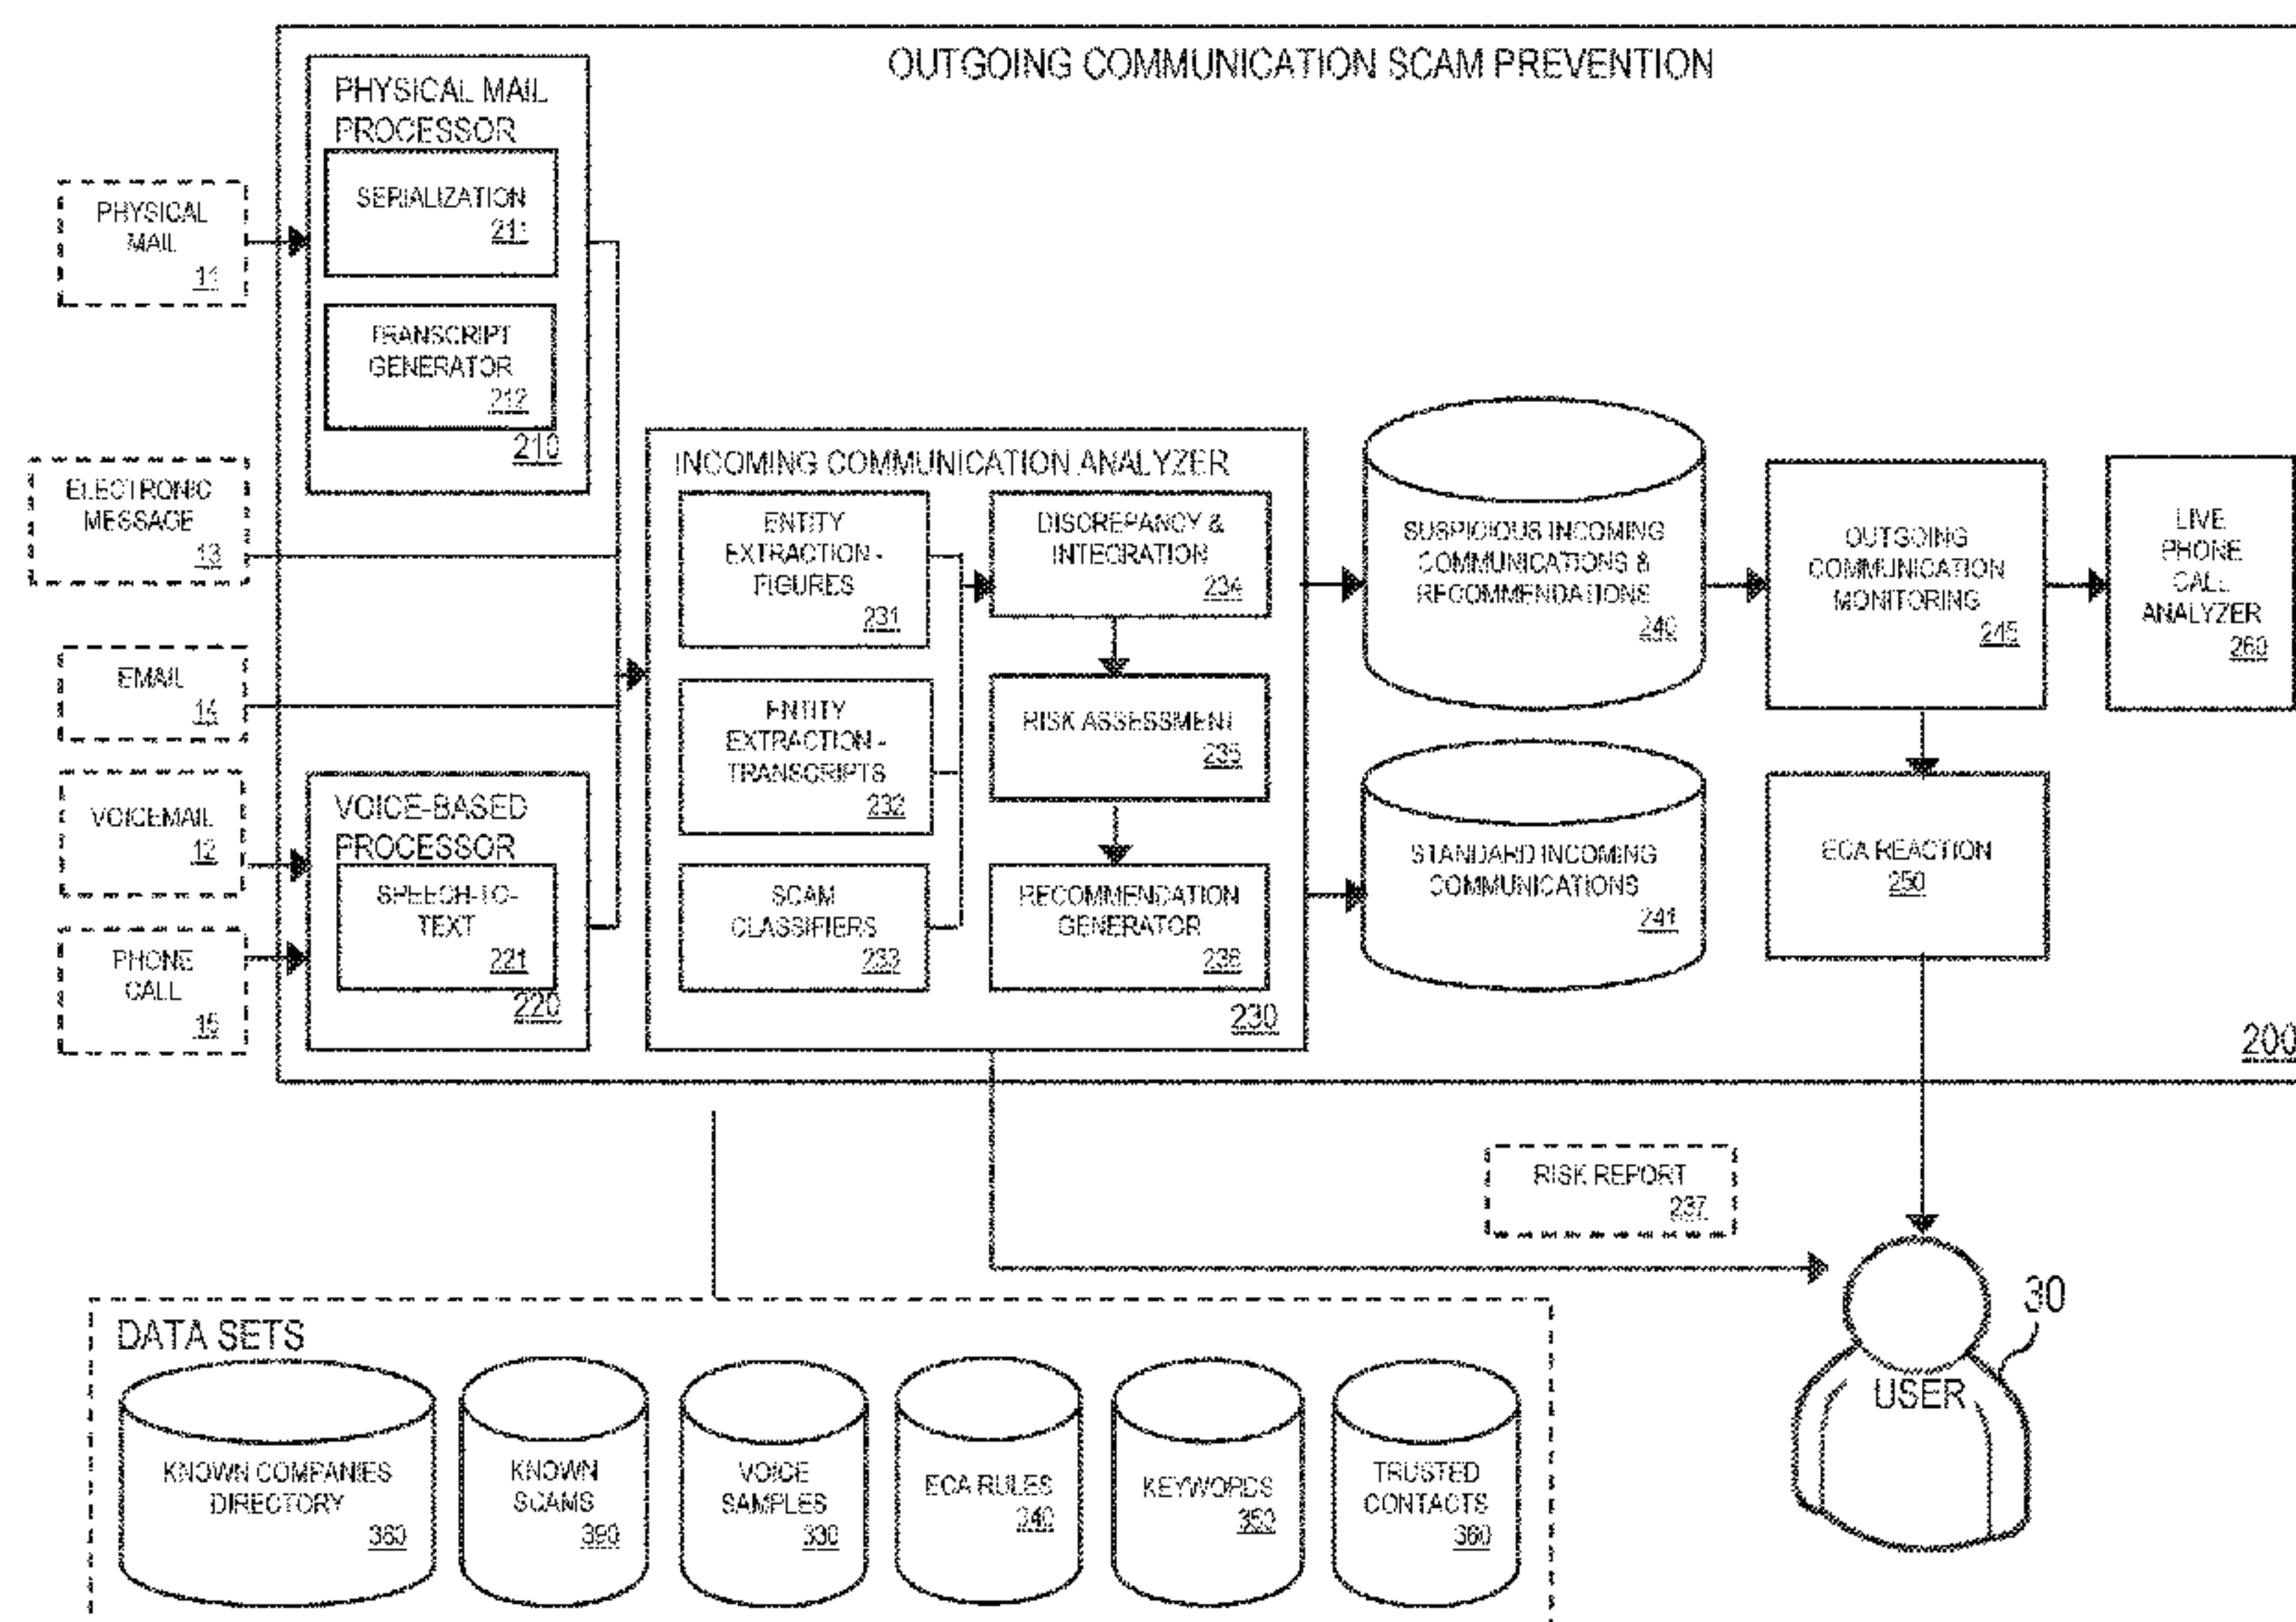 OUTGOING COMMUNICATION SCAM PREVENTION
PHYSICAL MAIL
PROCESSOR
SERIALIZATION
211
TRANSCRIPT
GENERATOR
212
210
PHYSICAL
MAIL
11
ELECTRONIC
MESSAGE
13
EMAIL
14
VOICEMAIL
12
PHONE
CALL
15
VOICE-BASED
PROCESSOR
SPEECH-TO-
TEXT
221
220
INCOMING COMMUNICATION ANALYZER
ENTITY
EXTRACTION -
FIGURES
231
ENTITY
EXTRACTION -
TRANSCRIPTS
232
SCAM
CLASSIFIERS
233
DISCREPANCY &
INTEGRATION
234
RISK ASSESSMENT
235
RECOMMENDATION
GENERATOR
236
230
SUSPICIOUS INCOMING
COMMUNICATIONS &
RECOMMENDATIONS
240
STANDARD INCOMING
COMMUNICATIONS
241
OUTGOING
COMMUNICATION
MONITORING
245
LIVE
PHONE
CALL
ANALYZER
260
ECA REACTION
250
200
RISK REPORT
237
30
USER
DATA SETS
KNOWN COMPANIES
DIRECTORY
KNOWN
SCAMS
390
VOICE
SAMPLES
330
ECA RULES
340
KEYWORDS
350
TRUSTED
CONTACTS
360